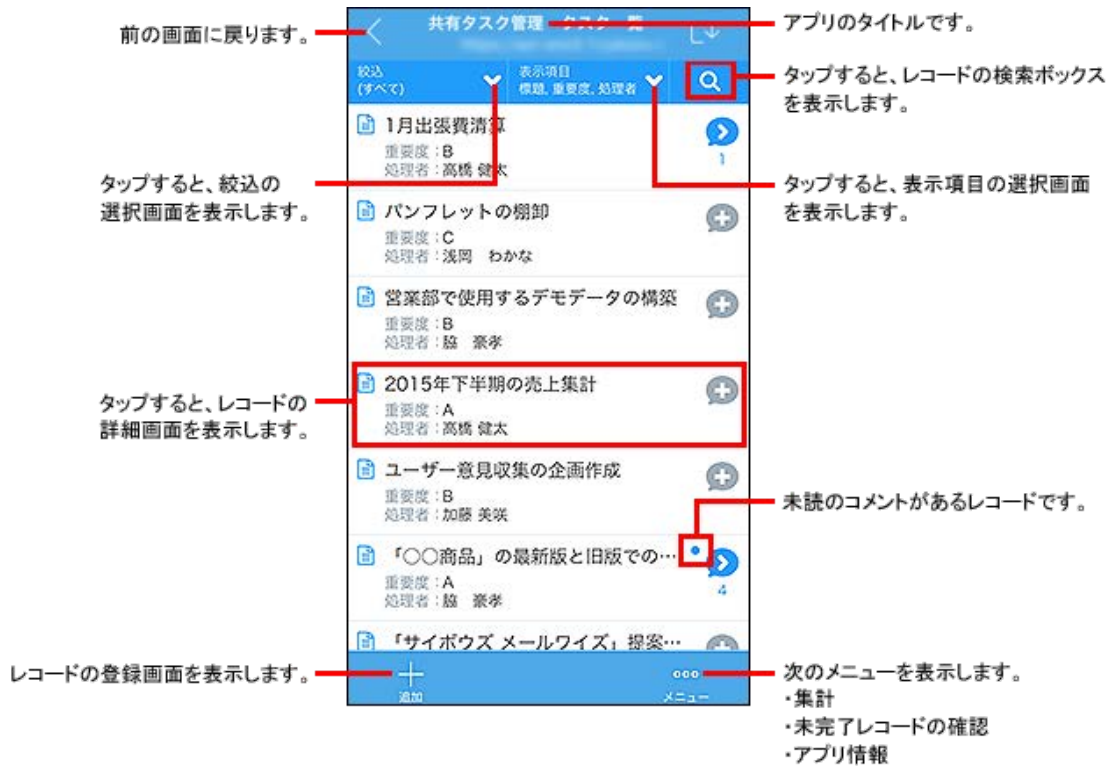 前の画面に戻ります。
共有タスク管理 タスク一覧
アプリのタイトルです。
絞込
(すべて)
表示項目
標題, 重要度, 処理者
タップすると、レコードの検索ボックス
を表示します。
1月出張費清算
重要度:B
処理者:高橋 健太
1
タップすると、絞込の
選択画面を表示します。
タップすると、表示項目の選択画面
を表示します。
パンフレットの棚卸
重要度:C
処理者:浅岡 わかな
営業部で使用するデモデータの構築
重要度:B
処理者:脇 豪孝
2015年下半期の売上集計
重要度:A
処理者:高橋 健太
タップすると、レコードの
詳細画面を表示します。
ユーザー意見収集の企画作成
重要度:B
処理者:加藤 美咲
未読のコメントがあるレコードです。
「〇〇商品」の最新版と旧版での…
重要度:A
処理者:脇 豪孝
4
「サイボウズ メールワイズ」提案…
レコードの登録画面を表示します。
追加
メニュー
次のメニューを表示します。
・集計
・未完了レコードの確認
・アプリ情報